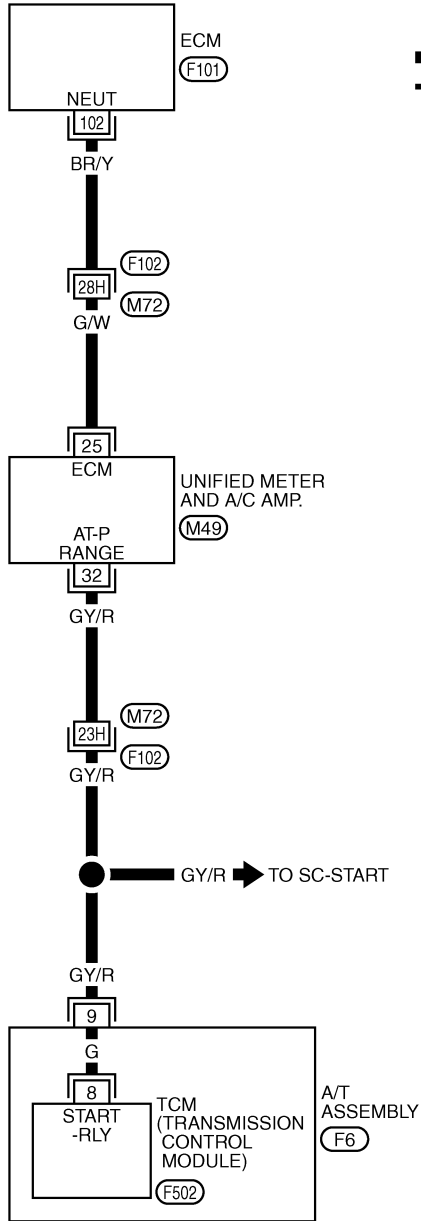 ECM
F101
NEUT
102
BR/Y
F102
28H
M72
G/W
25
ECM
UNIFIED METER
AND A/C AMP.
M49
AT-P
RANGE
32
GY/R
M72
23H
F102
GY/R
GY/R TO SC-START
GY/R
9
G
8
START
-RLY
TCM
(TRANSMISSION
CONTROL
MODULE)
F502
A/T
ASSEMBLY
F6